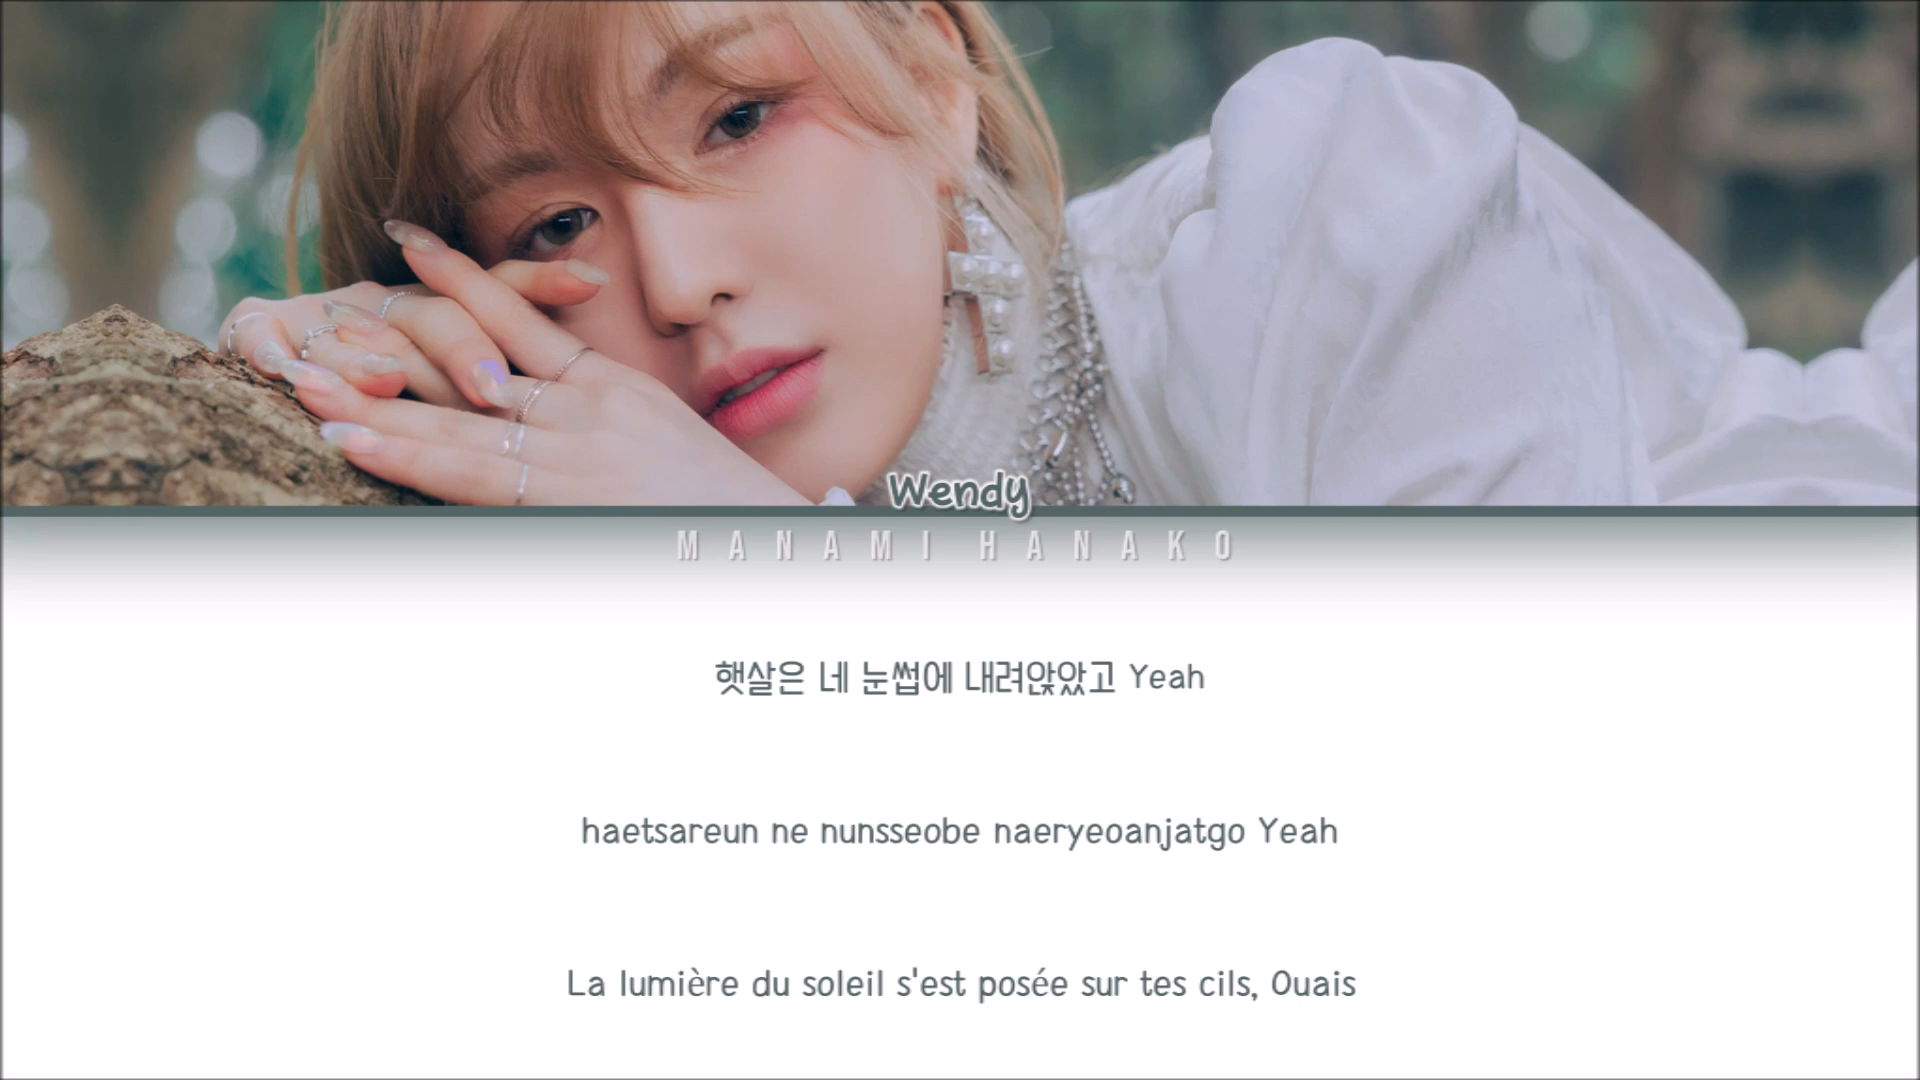 Wendy
MANAMI HANAKO
햇살은 네 눈썹에 내려앉았고 Yeah
haetsareun ne nunsseobe naeryeoanjatgo Yeah
La lumière du soleil s'est posée sur tes cils, Ouais